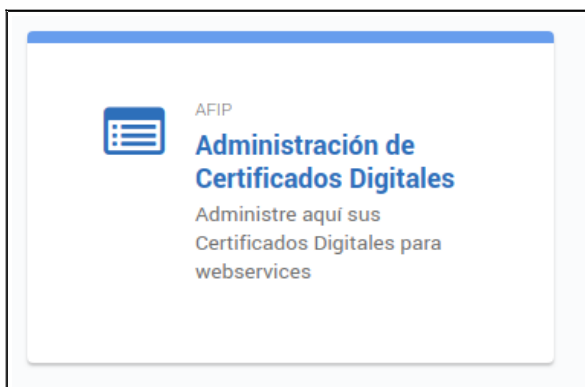 AFIP
Administración de
Certificados Digitales
Administre aquí sus
Certificados Digitales para
webservices